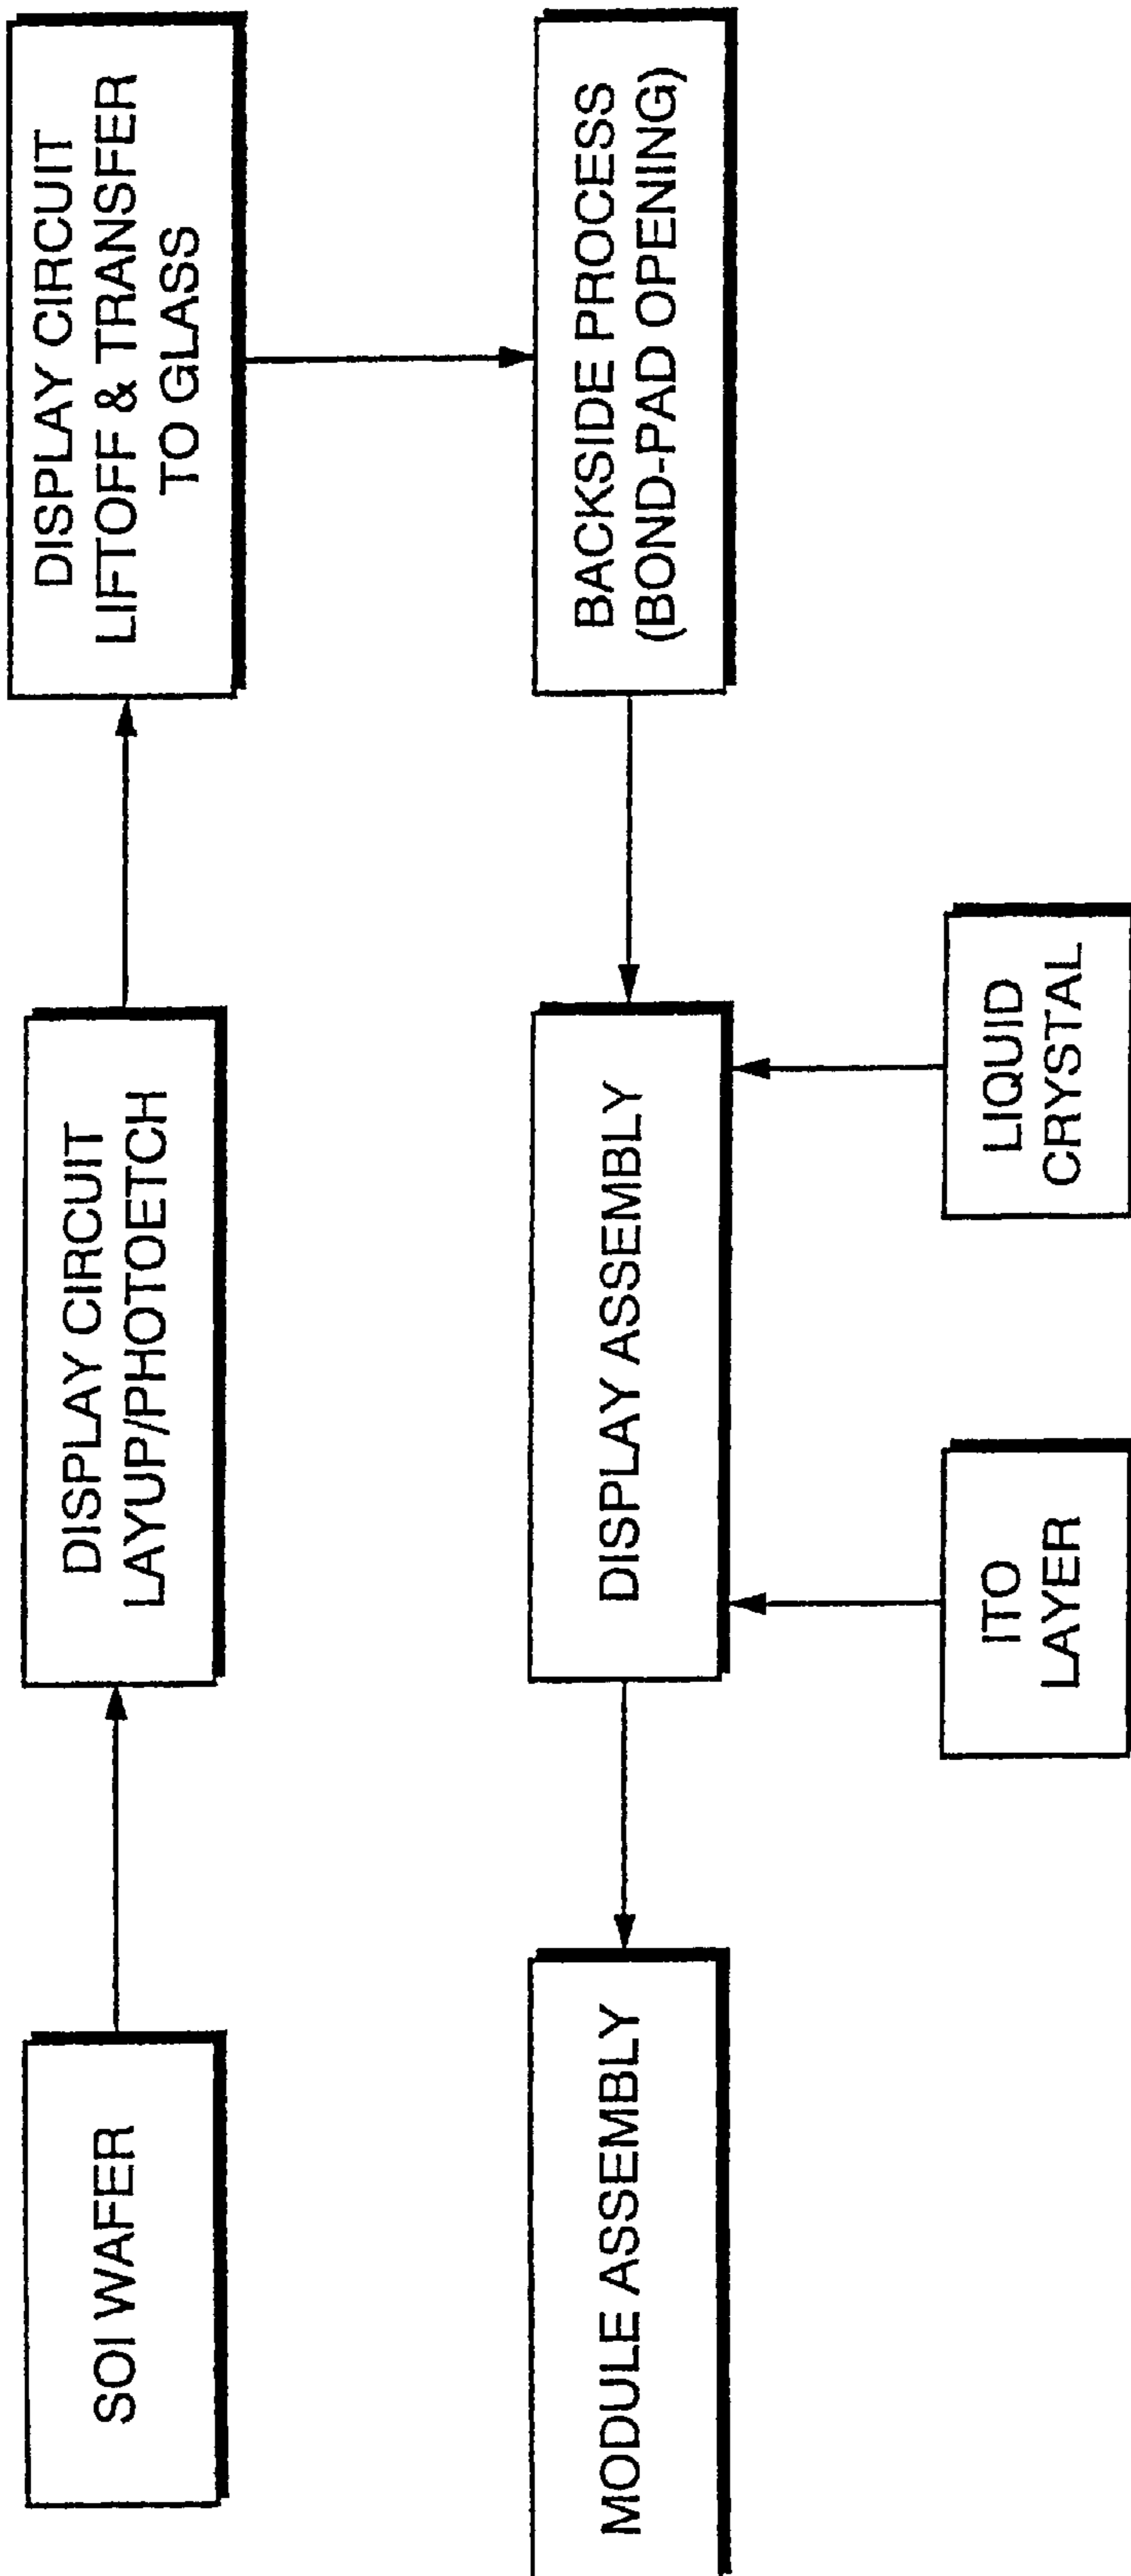 SOI WAFER
DISPLAY CIRCUIT
LAYUP/PHOTOETCH
DISPLAY CIRCUIT
LIFTOFF & TRANSFER
TO GLASS
BACKSIDE PROCESS
(BOND-PAD OPENING)
DISPLAY ASSEMBLY
MODULE ASSEMBLY
ITO
LAYER
LIQUID
CRYSTAL